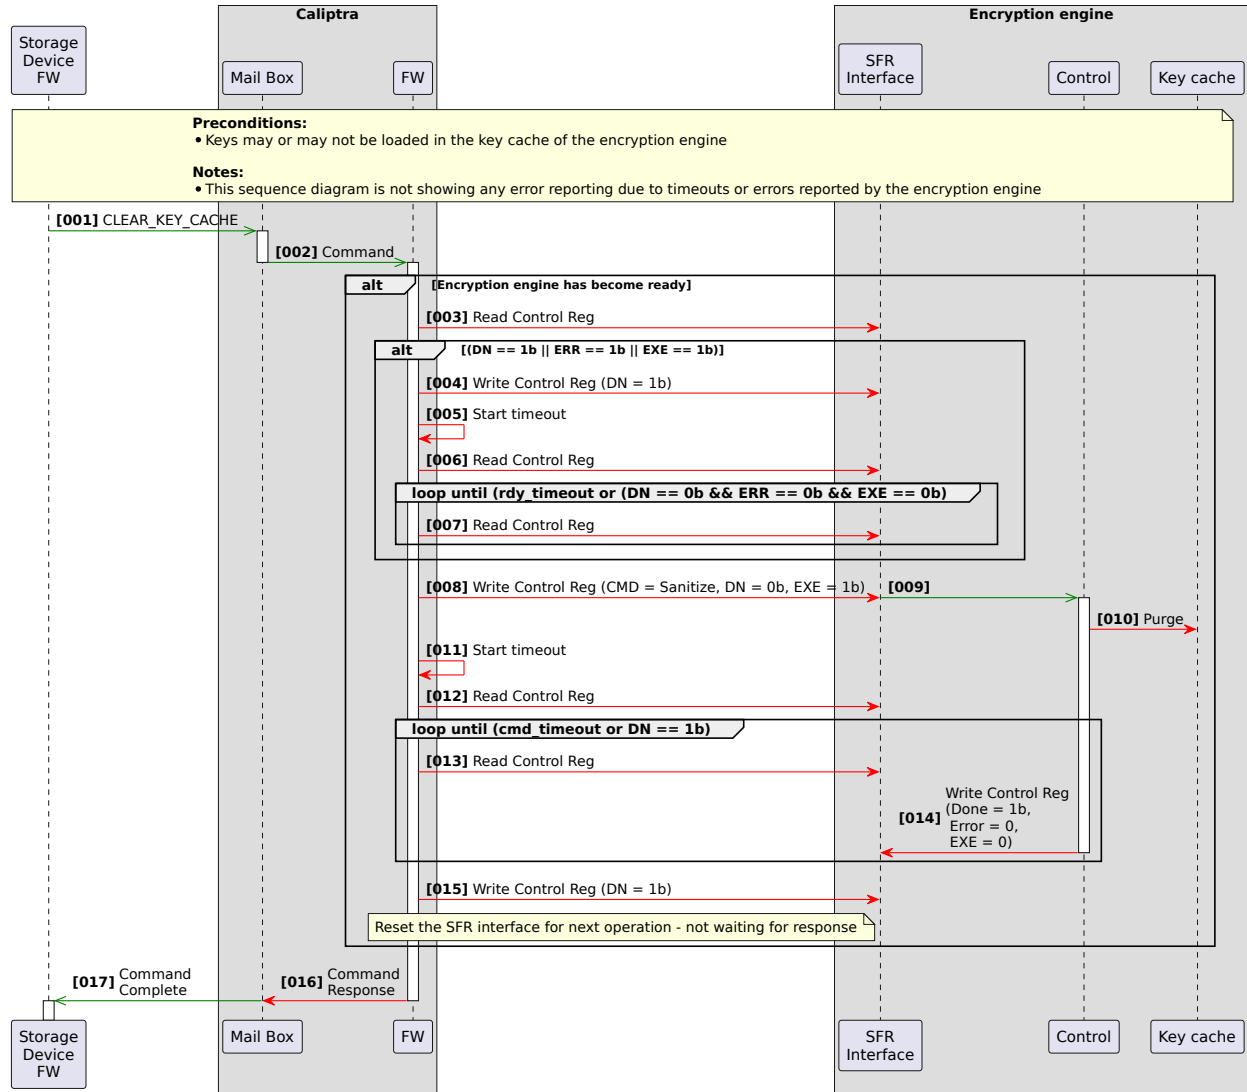 Caliptra
Encryption engine
Storage
Device
FW
Mail Box
FW
SFR
Interface
Control
Key cache
Preconditions:
• Keys may or may not be loaded in the key cache of the encryption engine
Notes:
• This sequence diagram is not showing any error reporting due to timeouts or errors reported by the encryption engine
[001] CLEAR_KEY_CACHE
[002] Command
alt [Encryption engine has become ready]
[003] Read Control Reg
alt [(DN == 1b || ERR == 1b || EXE == 1b)]
[004] Write Control Reg (DN = 1b)
[005] Start timeout
[006] Read Control Reg
loop until (rdy_timeout or (DN == 0b && ERR == 0b && EXE == 0b)
[007] Read Control Reg
[008] Write Control Reg (CMD = Sanitize, DN = 0b, EXE = 1b)
[009]
[010] Purge
[011] Start timeout
[012] Read Control Reg
loop until (cmd_timeout or DN == 1b)
[013] Read Control Reg
[014] Write Control Reg
(Done = 1b,
Error = 0,
EXE = 0)
[015] Write Control Reg (DN = 1b)
Reset the SFR interface for next operation - not waiting for response
[016] Command
Response
[017] Command
Complete
Storage
Device
FW
Mail Box
FW
SFR
Interface
Control
Key cache